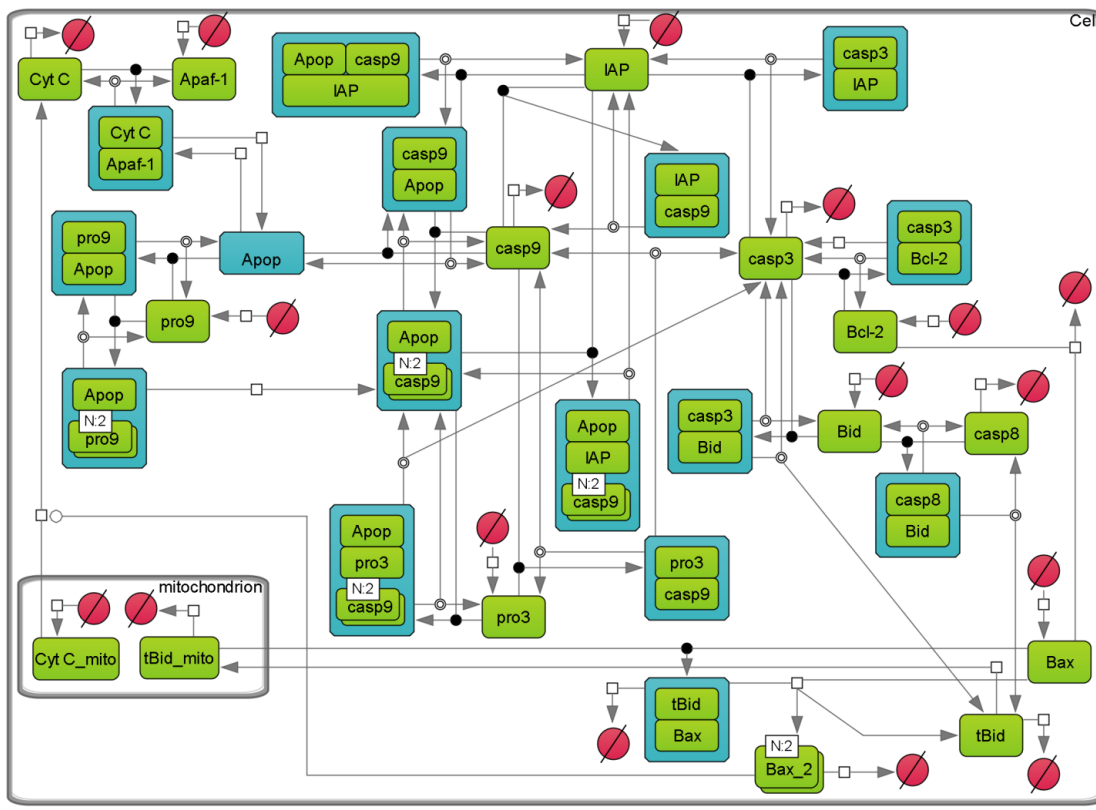 Cel
Cyt C
Apaf-1
Apop
casp9
IAP
IAP
casp3
IAP
Cyt C
Apaf-1
casp9
Apop
IAP
casp9
pro9
Apop
Apop
casp9
casp3
casp3
Bcl-2
pro9
Bcl-2
Apop
N:2
casp9
Apop
N:2
pro9
casp3
Bid
Bid
casp8
Apop
IAP
N:2
casp9
casp8
Bid
Apop
pro3
N:2
casp9
pro3
casp9
pro3
mitochondrion
Cyt C_mito
tBid_mito
Bax
tBid
Bax
tBid
N:2
Bax_2